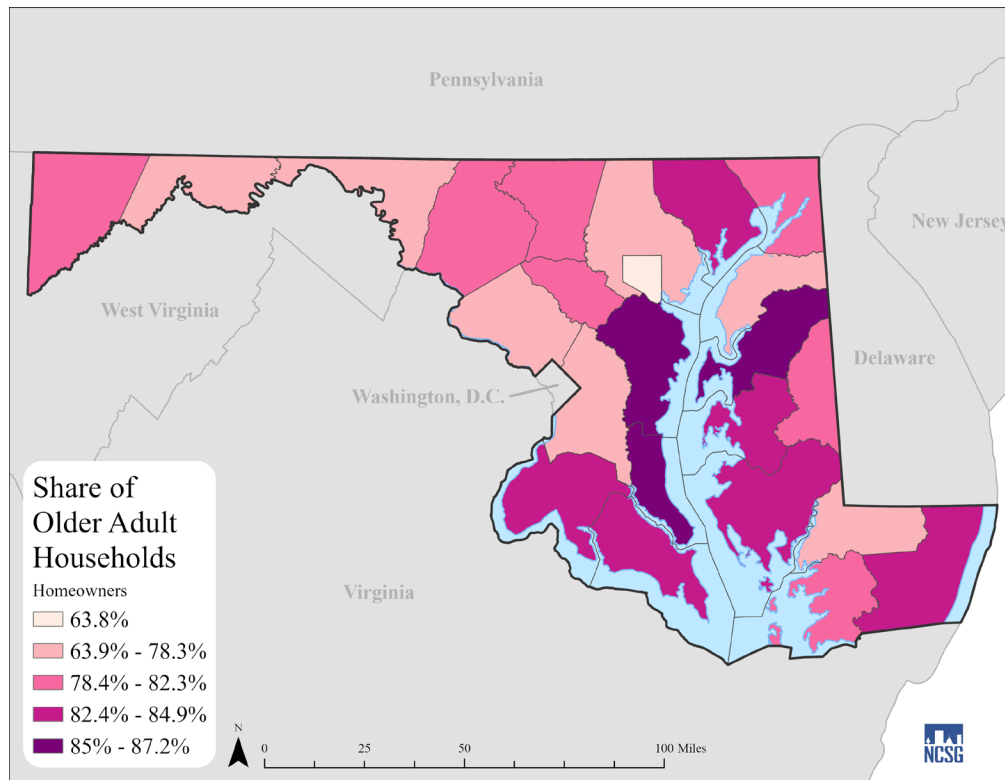 Pennsylvania
New Jersey
West Virginia
Delaware
Washington, D.C.
Virginia
Share of
Older Adult
Households
Homeowners
63.8%
63.9% - 78.3%
78.4% - 82.3%
82.4% - 84.9%
85% - 87.2%
N
0 25 50 100 Miles
NCSG